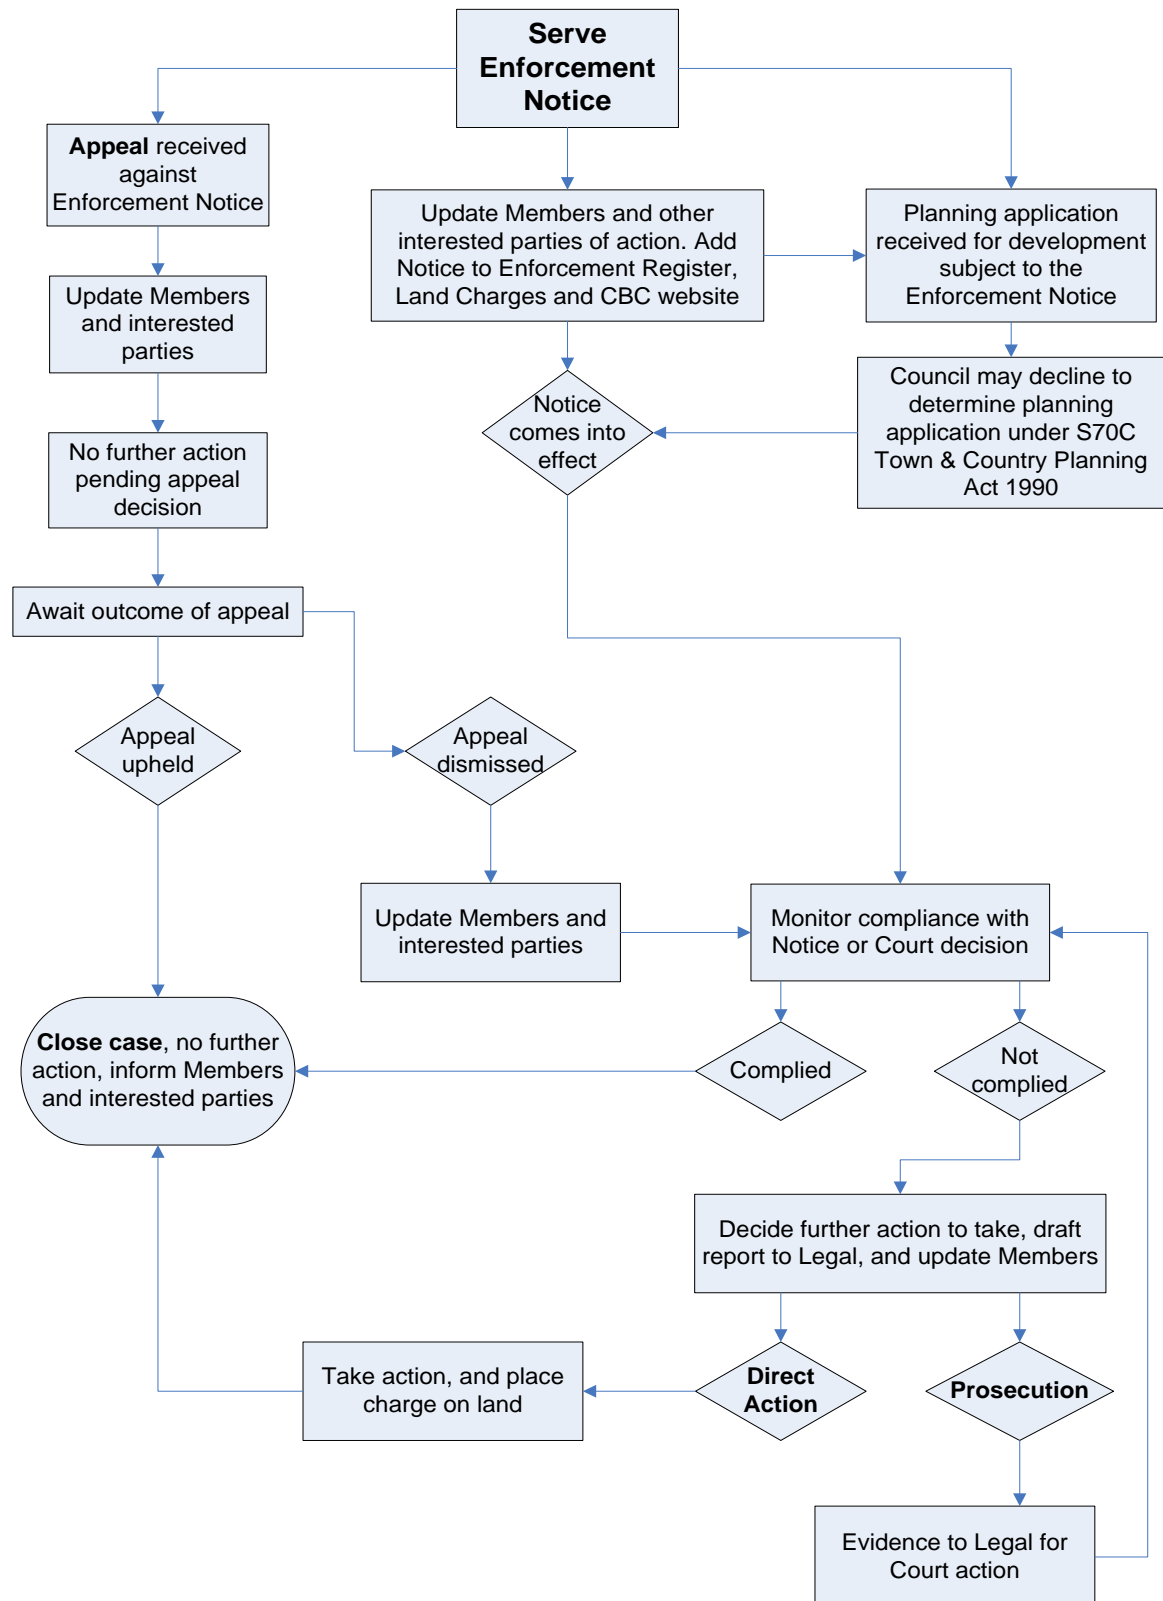 Serve
Enforcement
Notice
Appeal received
against
Enforcement Notice
Update Members and other
interested parties of action. Add
Notice to Enforcement Register,
Land Charges and CBC website
Planning application
received for development
subject to the
Enforcement Notice
Update Members
and interested
parties
Notice
comes into
effect
Council may decline to
determine planning
application under S70C
Town & Country Planning
Act 1990
No further action
pending appeal
decision
Await outcome of appeal
Appeal
upheld
Appeal
dismissed
Update Members and
interested parties
Monitor compliance with
Notice or Court decision
Close case, no further
action, inform Members
and interested parties
Complied
Not
complied
Decide further action to take, draft
report to Legal, and update Members
Take action, and place
charge on land
Direct
Action
Prosecution
Evidence to Legal for
Court action